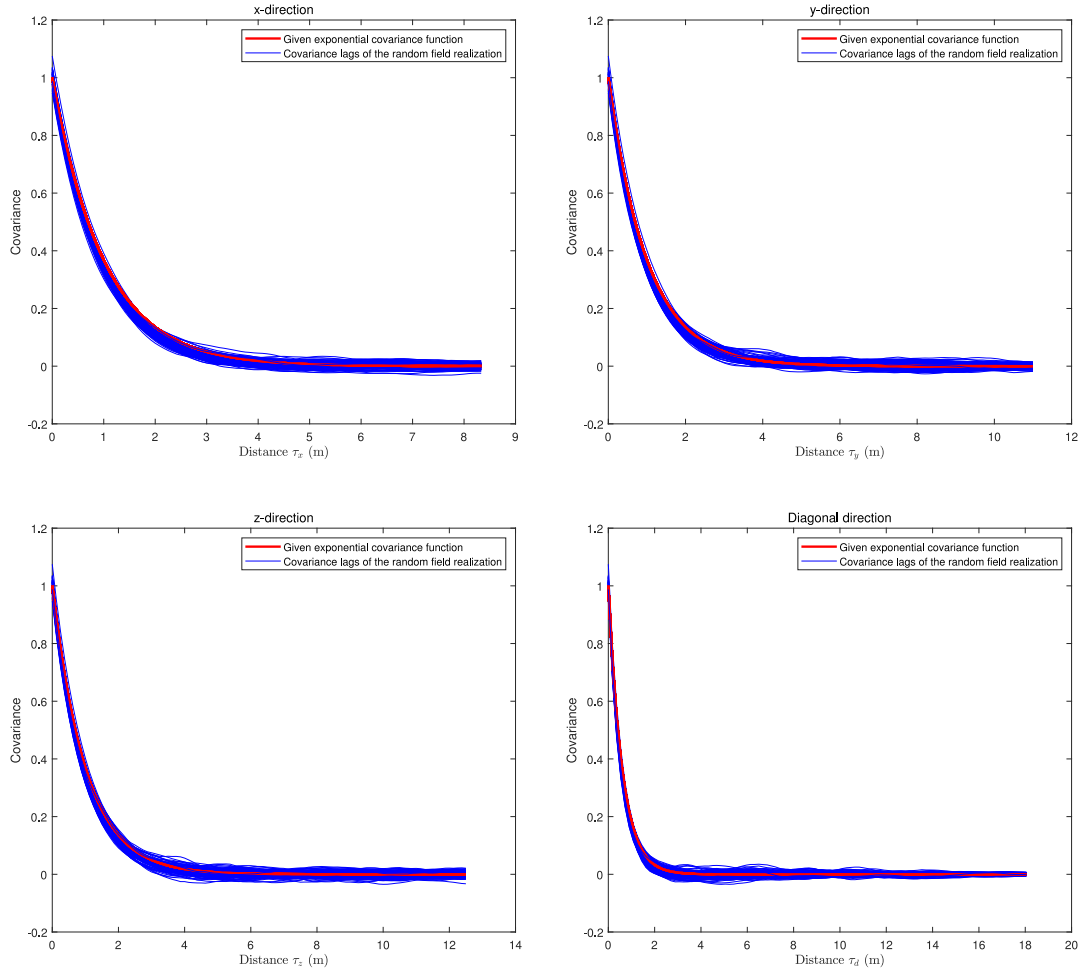 x-direction
1.2
1
0.8
0.6
0.4
0.2
0
-0.2
Covariance
Given exponential covariance function
Covariance lags of the random field realization
0 1 2 3 4 5 6 7 8 9
Distance τx (m)
y-direction
1.2
1
0.8
0.6
0.4
0.2
0
-0.2
Covariance
Given exponential covariance function
Covariance lags of the random field realization
0 2 4 6 8 10 12
Distance τy (m)
z-direction
1.2
1
0.8
0.6
0.4
0.2
0
-0.2
Covariance
Given exponential covariance function
Covariance lags of the random field realization
0 2 4 6 8 10 12 14
Distance τz (m)
Diagonal direction
1.2
1
0.8
0.6
0.4
0.2
0
-0.2
Covariance
Given exponential covariance function
Covariance lags of the random field realization
0 2 4 6 8 10 12 14 16 18 20
Distance τd (m)